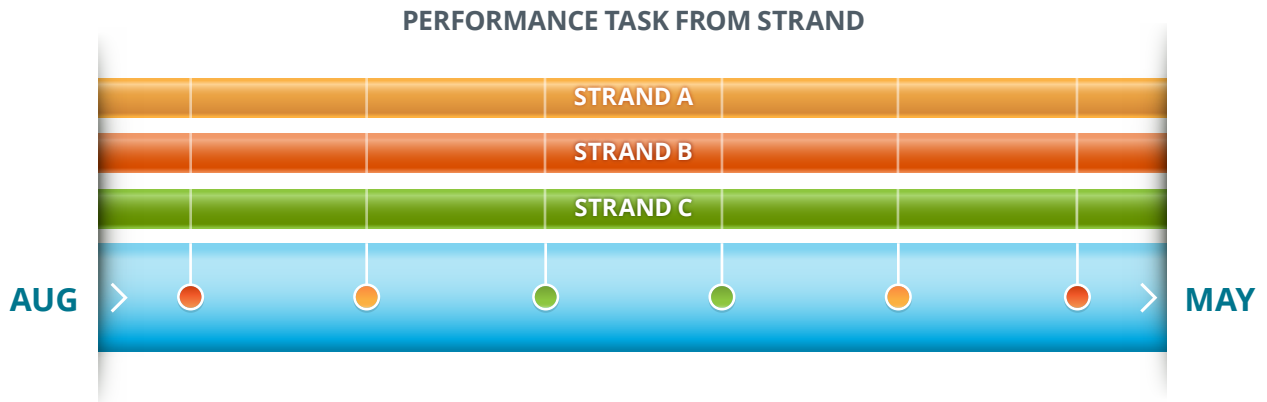 PERFORMANCE TASK FROM STRAND
STRAND A
STRAND B
STRAND C
AUG
MAY